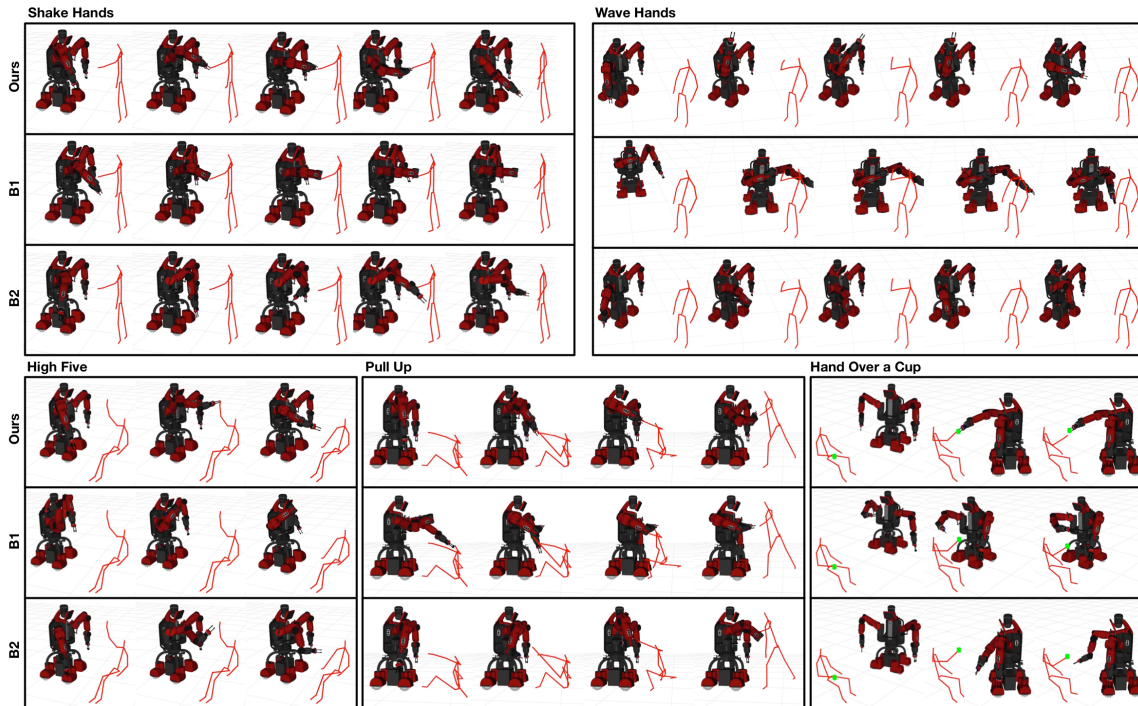 Shake Hands
Wave Hands
Ours
B1
B2
High Five
Pull Up
Hand Over a Cup
Ours
B1
B2